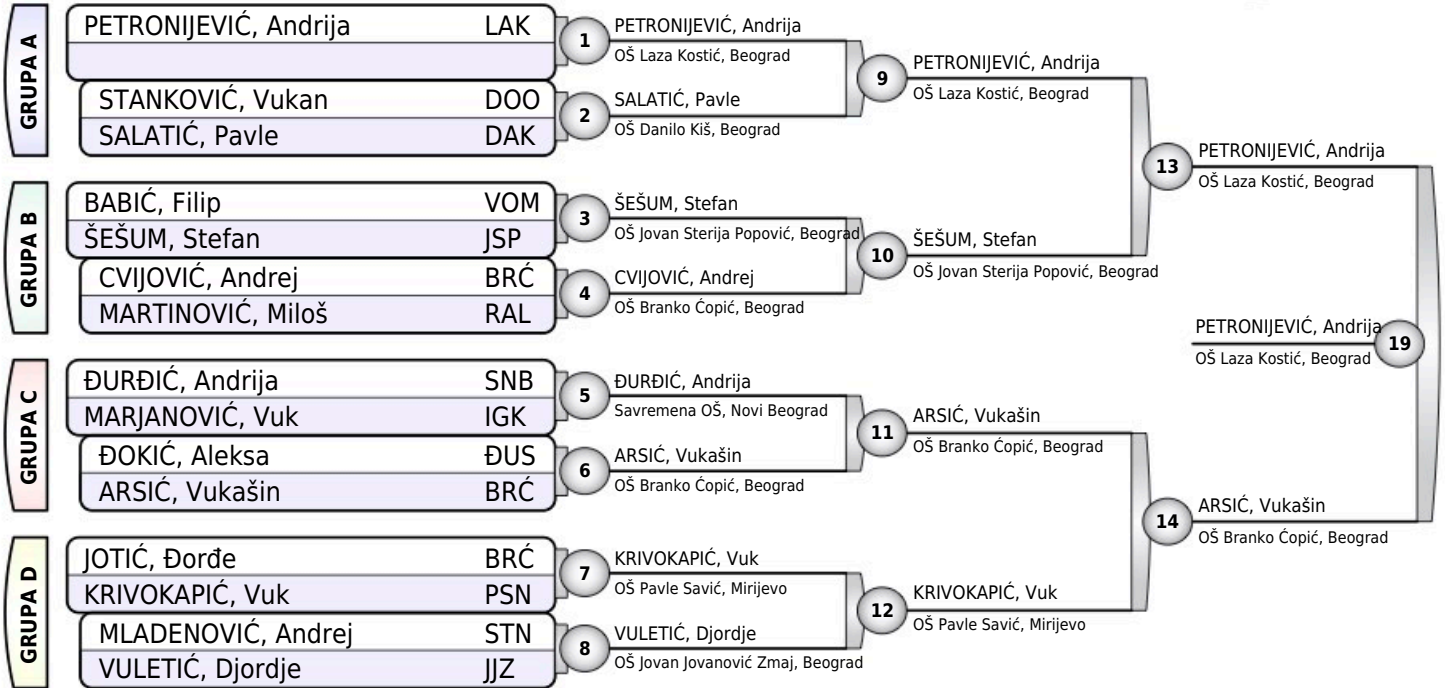 GRUPA A
PETRONIJEVIĆ, Andrija LAK
STANKOVIĆ, Vukan DOO
SALATIĆ, Pavle DAK
GRUPA B
BABIĆ, Filip VOM
ŠEŠUM, Stefan JSP
CVIJOVIĆ, Andrej BRĆ
MARTINOVIĆ, Miloš RAL
GRUPA C
ĐURĐIĆ, Andrija SNB
MARJANOVIĆ, Vuk IGK
ĐOKIĆ, Aleksa ĐUS
ARSIĆ, Vukašin BRĆ
GRUPA D
JOTIĆ, Đorđe BRĆ
KRIVOKAPIĆ, Vuk PSN
MLADENOVIĆ, Andrej STN
VULETIĆ, Djordje JJZ
1
PETRONIJEVIĆ, Andrija
OŠ Laza Kostić, Beograd
2
SALATIĆ, Pavle
OŠ Danilo Kiš, Beograd
3
ŠEŠUM, Stefan
OŠ Jovan Sterija Popović, Beograd
4
CVIJOVIĆ, Andrej
OŠ Branko Ćopić, Beograd
5
ĐURĐIĆ, Andrija
Savremena OŠ, Novi Beograd
6
ARSIĆ, Vukašin
OŠ Branko Ćopić, Beograd
7
KRIVOKAPIĆ, Vuk
OŠ Pavle Savić, Mirijevo
8
VULETIĆ, Djordje
OŠ Jovan Jovanović Zmaj, Beograd
9
PETRONIJEVIĆ, Andrija
OŠ Laza Kostić, Beograd
10
ŠEŠUM, Stefan
OŠ Jovan Sterija Popović, Beograd
11
ARSIĆ, Vukašin
OŠ Branko Ćopić, Beograd
12
KRIVOKAPIĆ, Vuk
OŠ Pavle Savić, Mirijevo
13
PETRONIJEVIĆ, Andrija
OŠ Laza Kostić, Beograd
14
ARSIĆ, Vukašin
OŠ Branko Ćopić, Beograd
PETRONIJEVIĆ, Andrija
OŠ Laza Kostić, Beograd
19